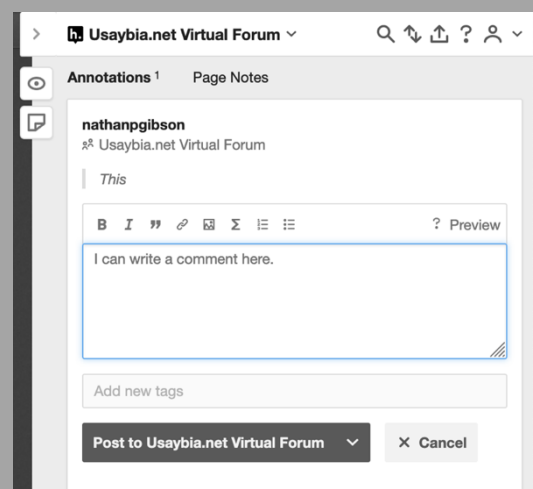 h. Usaybia.net Virtual Forum
Annotations 1 Page Notes
nathanpgibson
Usaybia.net Virtual Forum
This
B I ” Σ ? Preview
I can write a comment here.
Add new tags
Post to Usaybia.net Virtual Forum × Cancel